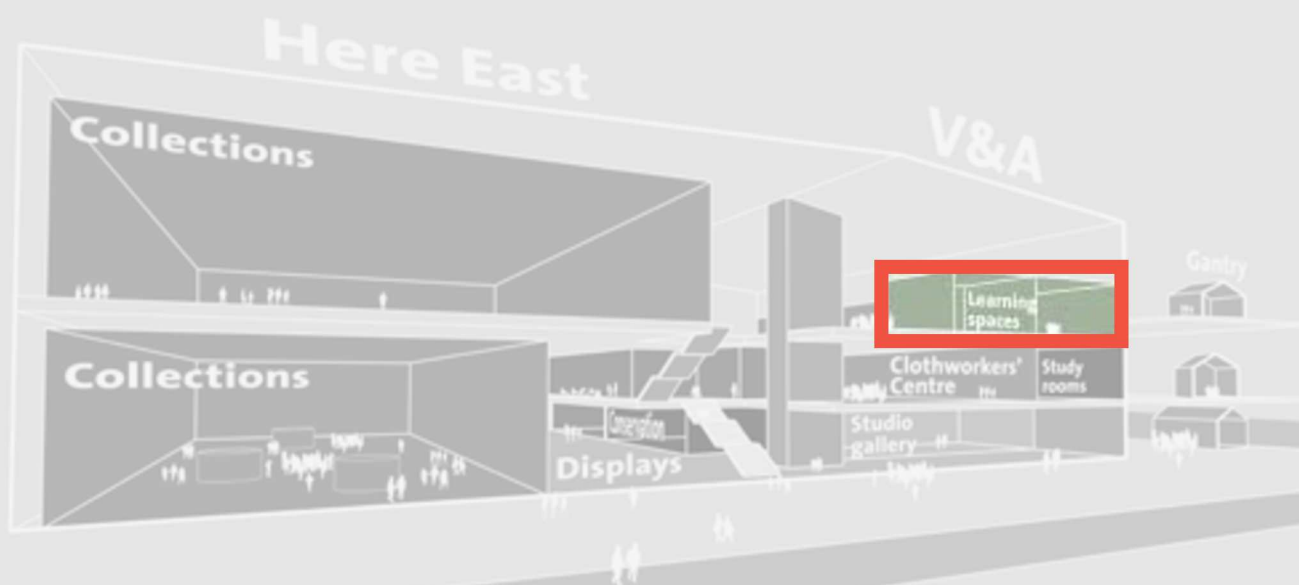 Here East
V&A
Collections
Gantry
Learning
spaces
Collections
Clothworkers'
Centre
Study
rooms
Conservation
Studio
gallery
Displays